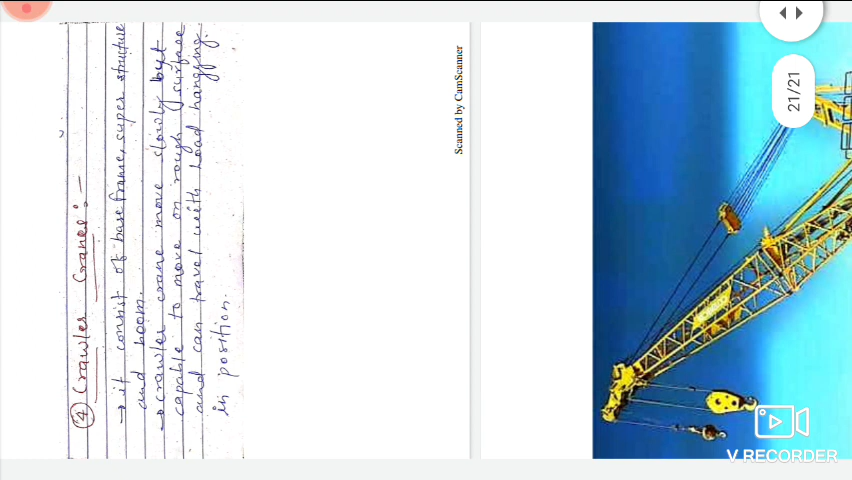 ④ Crawler Cranes:-
→ it consist of base frame, super structure
and boom.
→ crawler crane move slowly byt
capable to move on rough surface
and can travel with load hanging
in position.
Scanned by CamScanner
21/21
V RECORDER